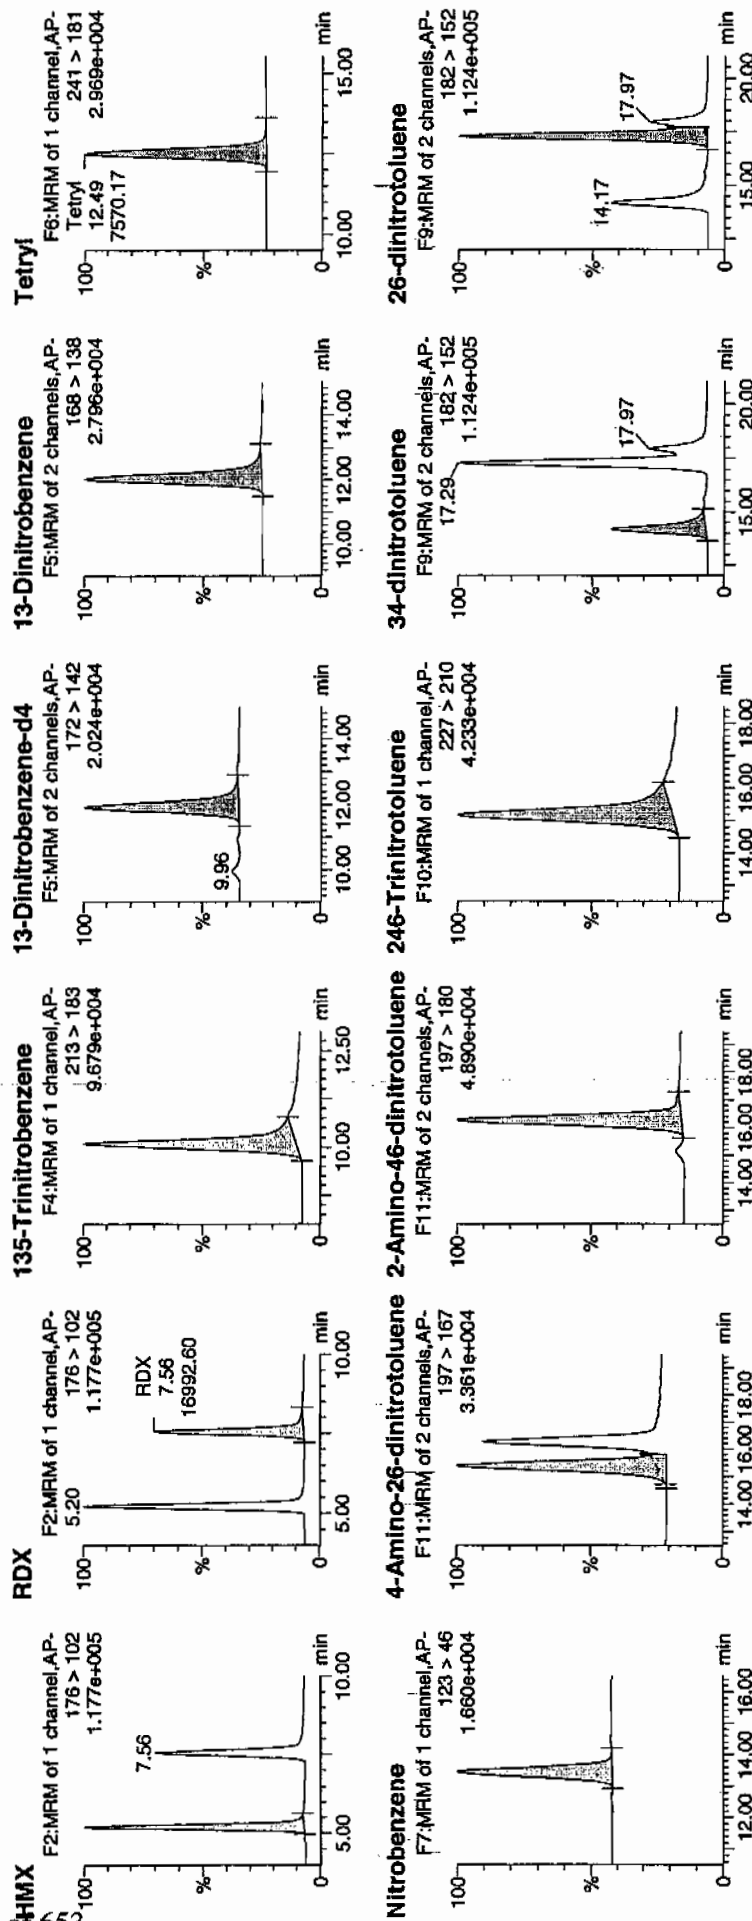 HMX
F2:MRM of 1 channel,AP-
176 > 102
1.177e+005
100
7.56
%
0
5.00
10.00
min
RDX
F2:MRM of 1 channel,AP-
176 > 102
1.177e+005
100
5.20
RDX
7.56
16992.60
%
0
5.00
10.00
min
135-Trinitrobenzene
F4:MRM of 1 channel,AP-
213 > 183
9.679e+004
100
%
0
10.00
12.50
min
13-Dinitrobenzene-d4
F5:MRM of 2 channels,AP-
172 > 142
2.024e+004
100
9.96
%
0
10.00
12.00
14.00
min
13-Dinitrobenzene
F5:MRM of 2 channels,AP-
168 > 138
2.796e+004
100
%
0
10.00
12.00
14.00
min
Tetryl
F6:MRM of 1 channel,AP-
241 > 181
2.969e+004
100
Tetryl
12.49
7570.17
%
0
10.00
15.00
min
Nitrobenzene
F7:MRM of 1 channel,AP-
123 > 46
1.660e+004
100
%
0
12.00
14.00
16.00
min
4-Amino-26-dinitrotoluene
F11:MRM of 2 channels,AP-
197 > 167
3.361e+004
100
%
0
14.00
16.00
18.00
min
2-Amino-46-dinitrotoluene
F11:MRM of 2 channels,AP-
197 > 180
4.890e+004
100
%
0
14.00
16.00
18.00
min
246-Trinitrotoluene
F10:MRM of 1 channel,AP-
227 > 210
4.233e+004
100
%
0
14.00
16.00
18.00
min
34-dinitrotoluene
F9:MRM of 2 channels,AP-
182 > 152
1.124e+005
100
17.29
17.97
%
0
15.00
20.00
min
26-dinitrotoluene
F9:MRM of 2 channels,AP-
182 > 152
1.124e+005
100
14.17
17.97
%
0
15.00
20.00
min